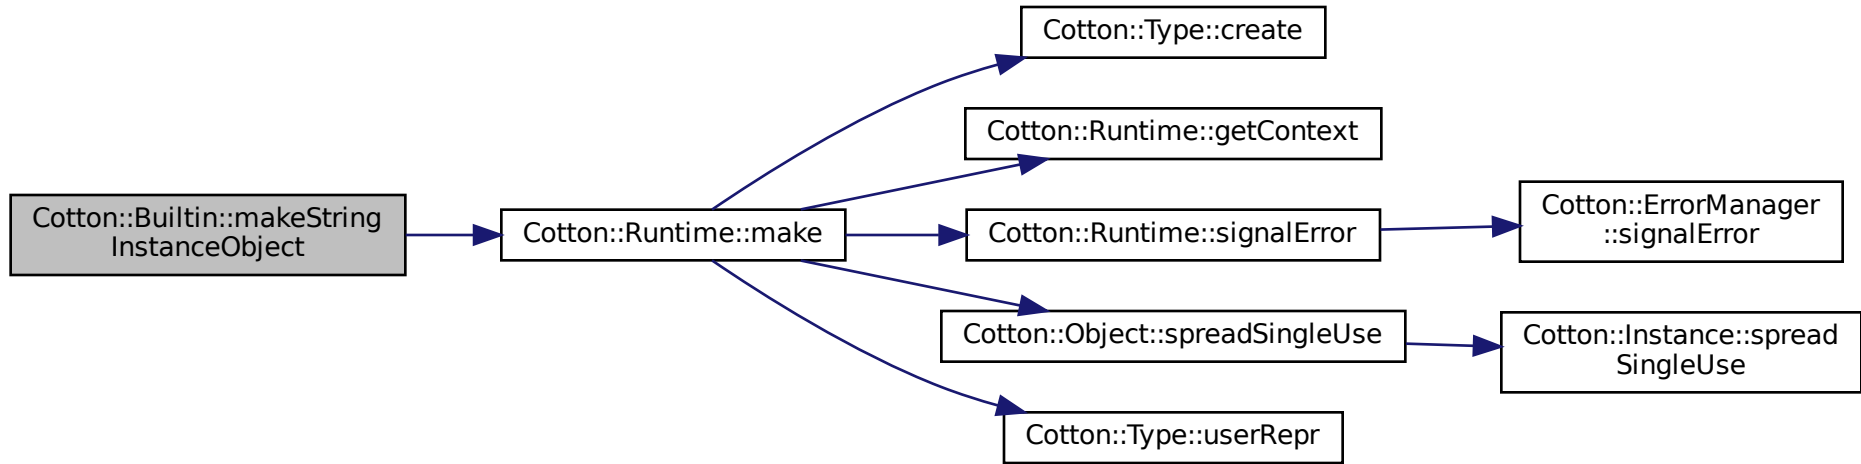 Cotton::Type::create
Cotton::Runtime::getContext
Cotton::Builtin::makeString
InstanceObject
Cotton::Runtime::make
Cotton::Runtime::signalError
Cotton::ErrorManager
::signalError
Cotton::Object::spreadSingleUse
Cotton::Instance::spread
SingleUse
Cotton::Type::userRepr